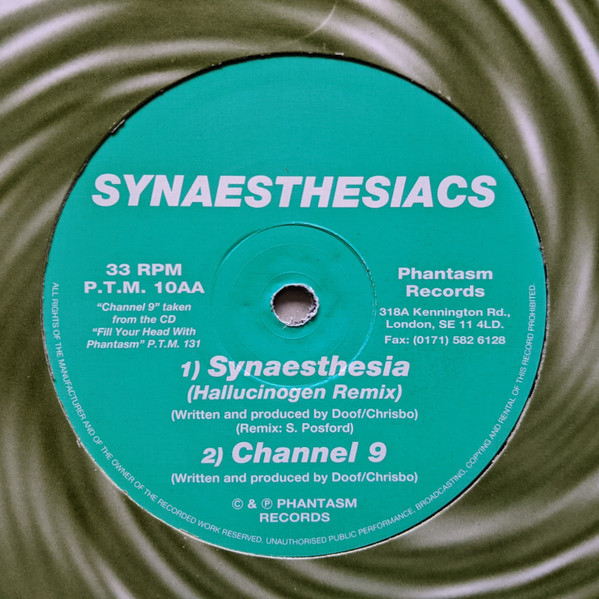 SYNAESTHESIACS
33 RPM
P.T.M. 10AA
"Channel 9" taken
from the CD
"Fill Your Head With
Phantasm" P.T.M. 131
Phantasm
Records
318A Kennington Rd.,
London, SE 11 4LD.
Fax: (0171) 582 6128
1) Synaesthesia
(Hallucinogen Remix)
(Written and produced by Doof/Chrisbo)
(Remix: S. Posford)
2) Channel 9
(Written and produced by Doof/Chrisbo)
© & ℗ PHANTASM
RECORDS
ALL RIGHTS OF THE MANUFACTURER AND OF THE OWNER OF THE RECORDED WORK RESERVED. UNAUTHORISED PUBLIC PERFORMANCE, BROADCASTING, COPYING AND RENTAL OF THIS RECORD PROHIBITED